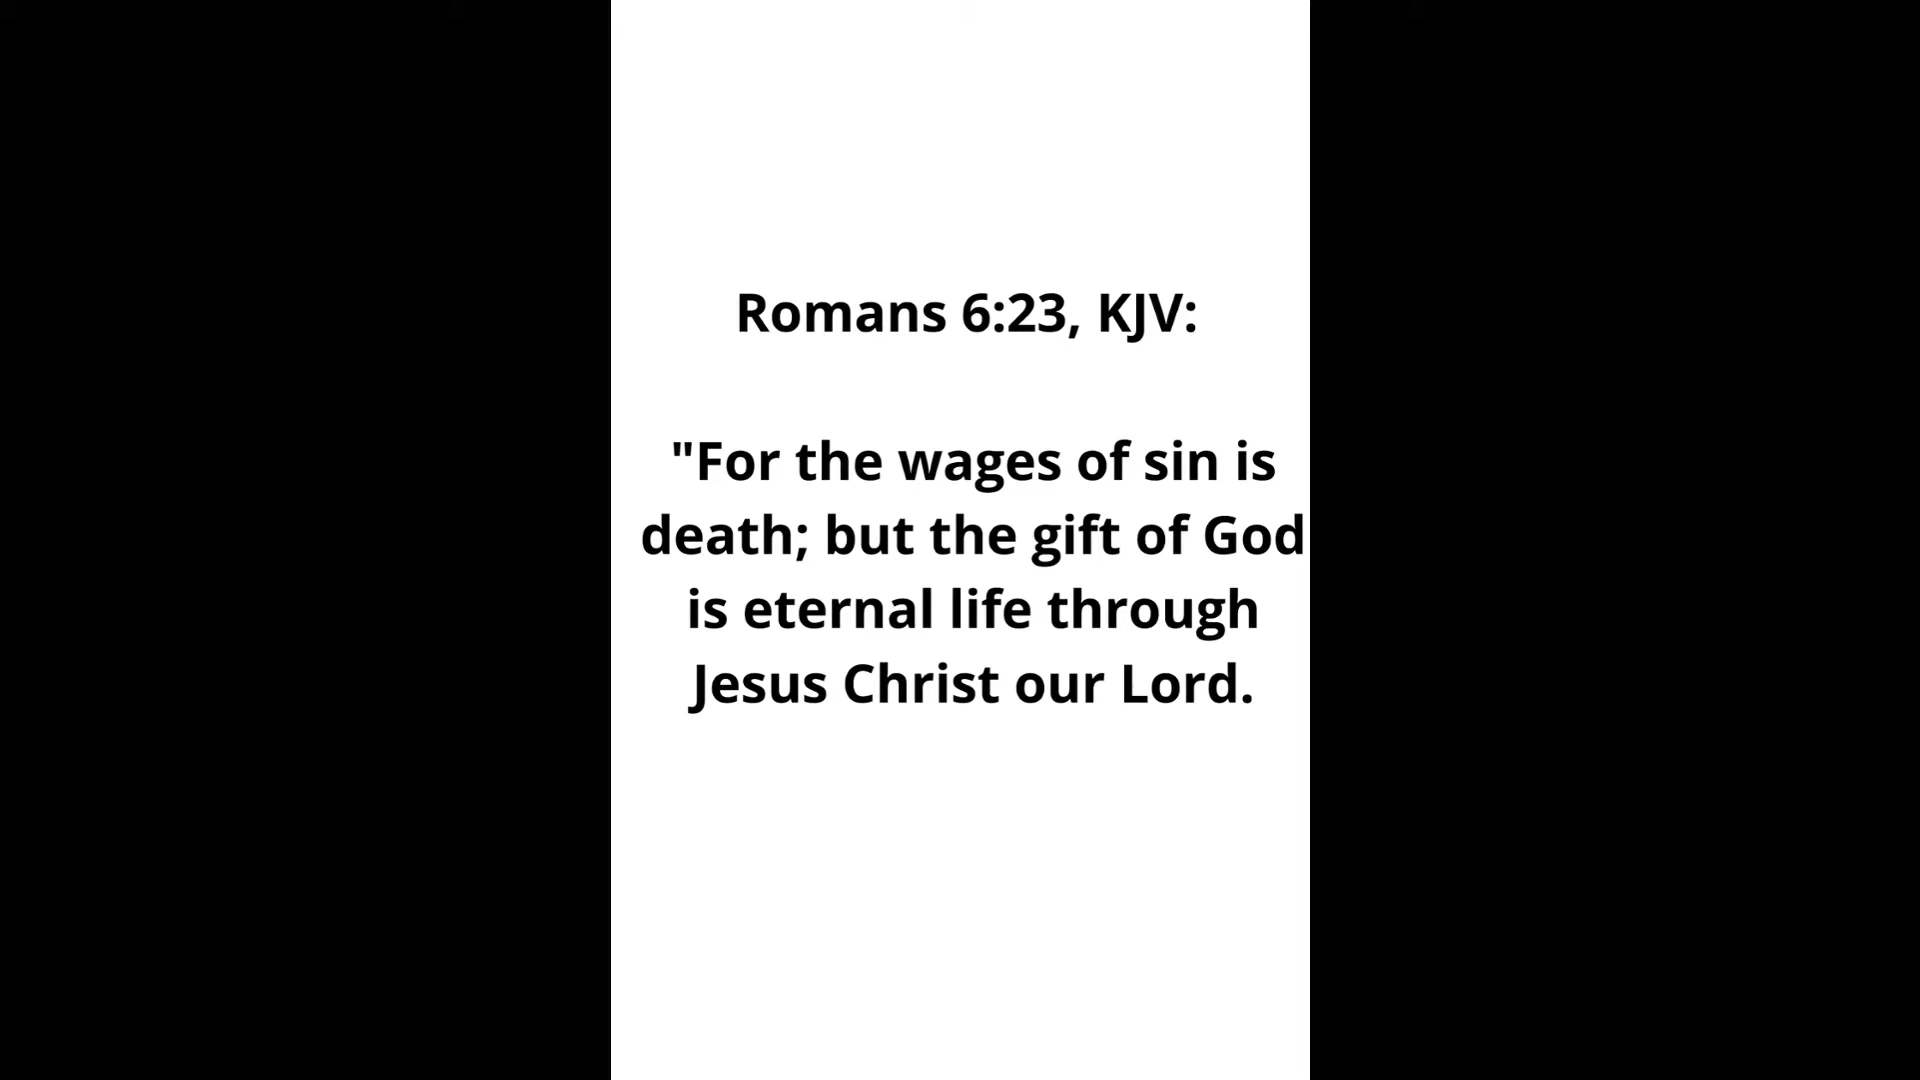 Romans 6:23, KJV:
"For the wages of sin is
death; but the gift of God
is eternal life through
Jesus Christ our Lord.